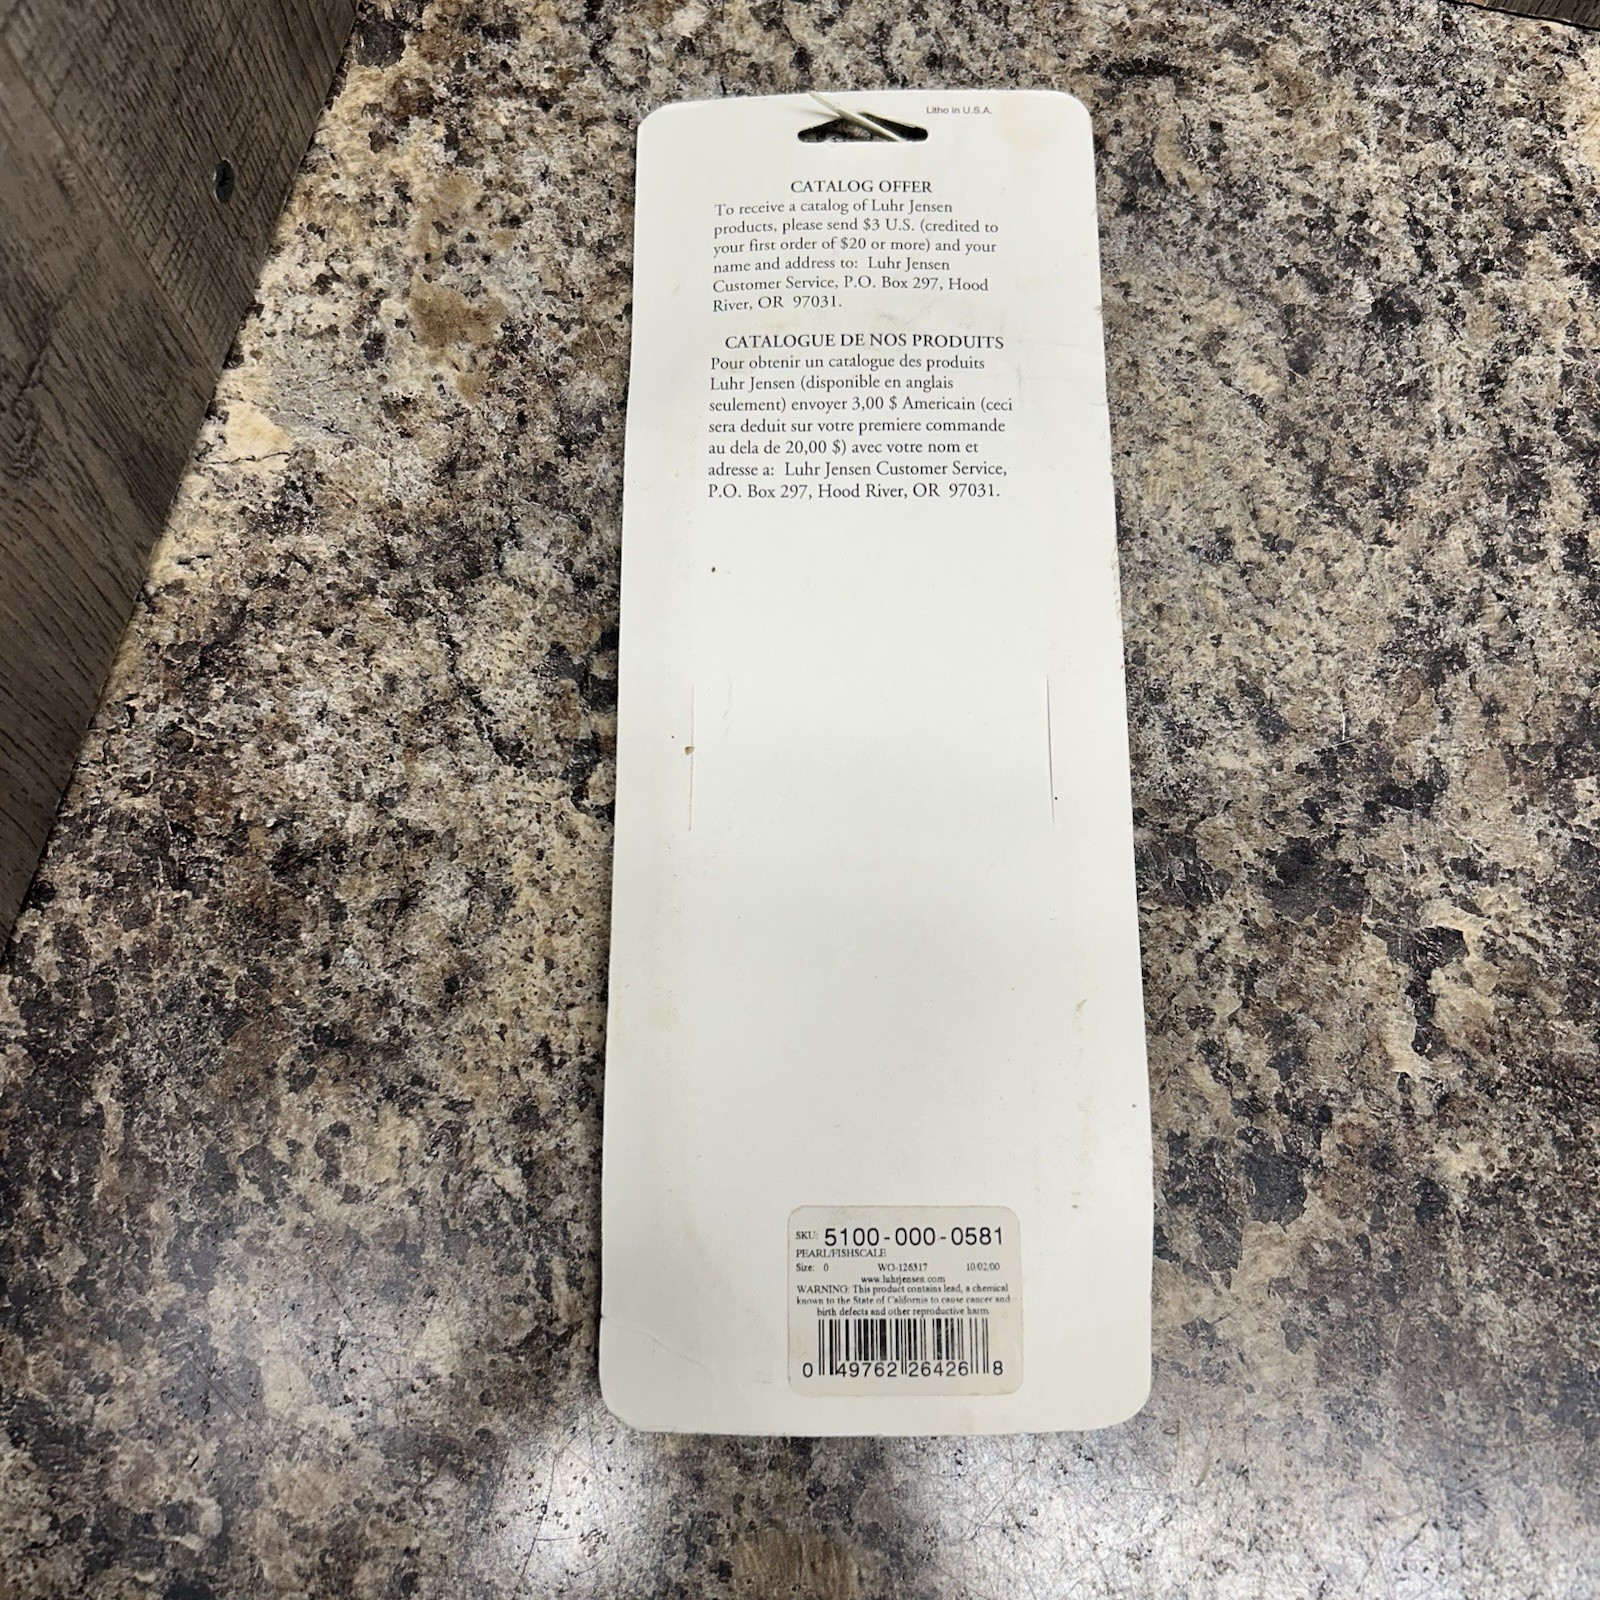 Litho in U.S.A.
CATALOG OFFER
To receive a catalog of Luhr Jensen
products, please send $3 U.S. (credited to
your first order of $20 or more) and your
name and address to: Luhr Jensen
Customer Service, P.O. Box 297, Hood
River, OR 97031.
CATALOGUE DE NOS PRODUITS
Pour obtenir un catalogue des produits
Luhr Jensen (disponible en anglais
seulement) envoyer 3,00 $ Americain (ceci
sera deduit sur votre premiere commande
au dela de 20,00 $) avec votre nom et
adresse a: Luhr Jensen Customer Service,
P.O. Box 297, Hood River, OR 97031.
SKU: 5100-000-0581
PEARL/FISHSCALE
Size: 0 WO-126317 10/02/00
www.luhrjensen.com
WARNING: This product contains lead, a chemical
known to the State of California to cause cancer and
birth defects and other reproductive harm.
0 49762 26426 8